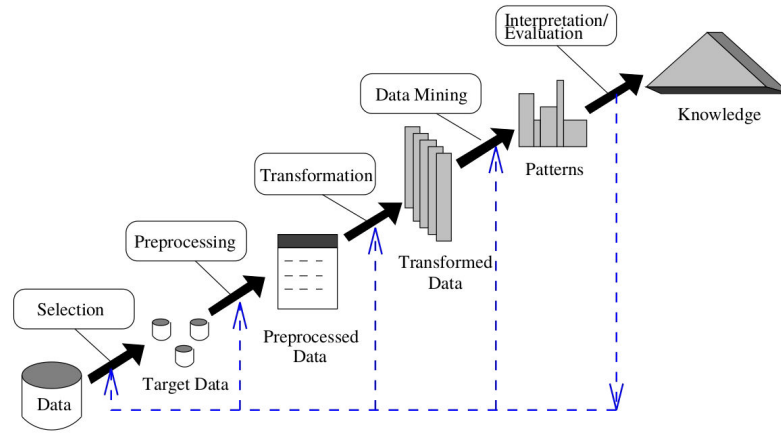 Interpretation/
Evaluation
Data Mining
Knowledge
Patterns
Transformation
Transformed
Data
Preprocessing
Preprocessed
Data
Selection
Target Data
Data